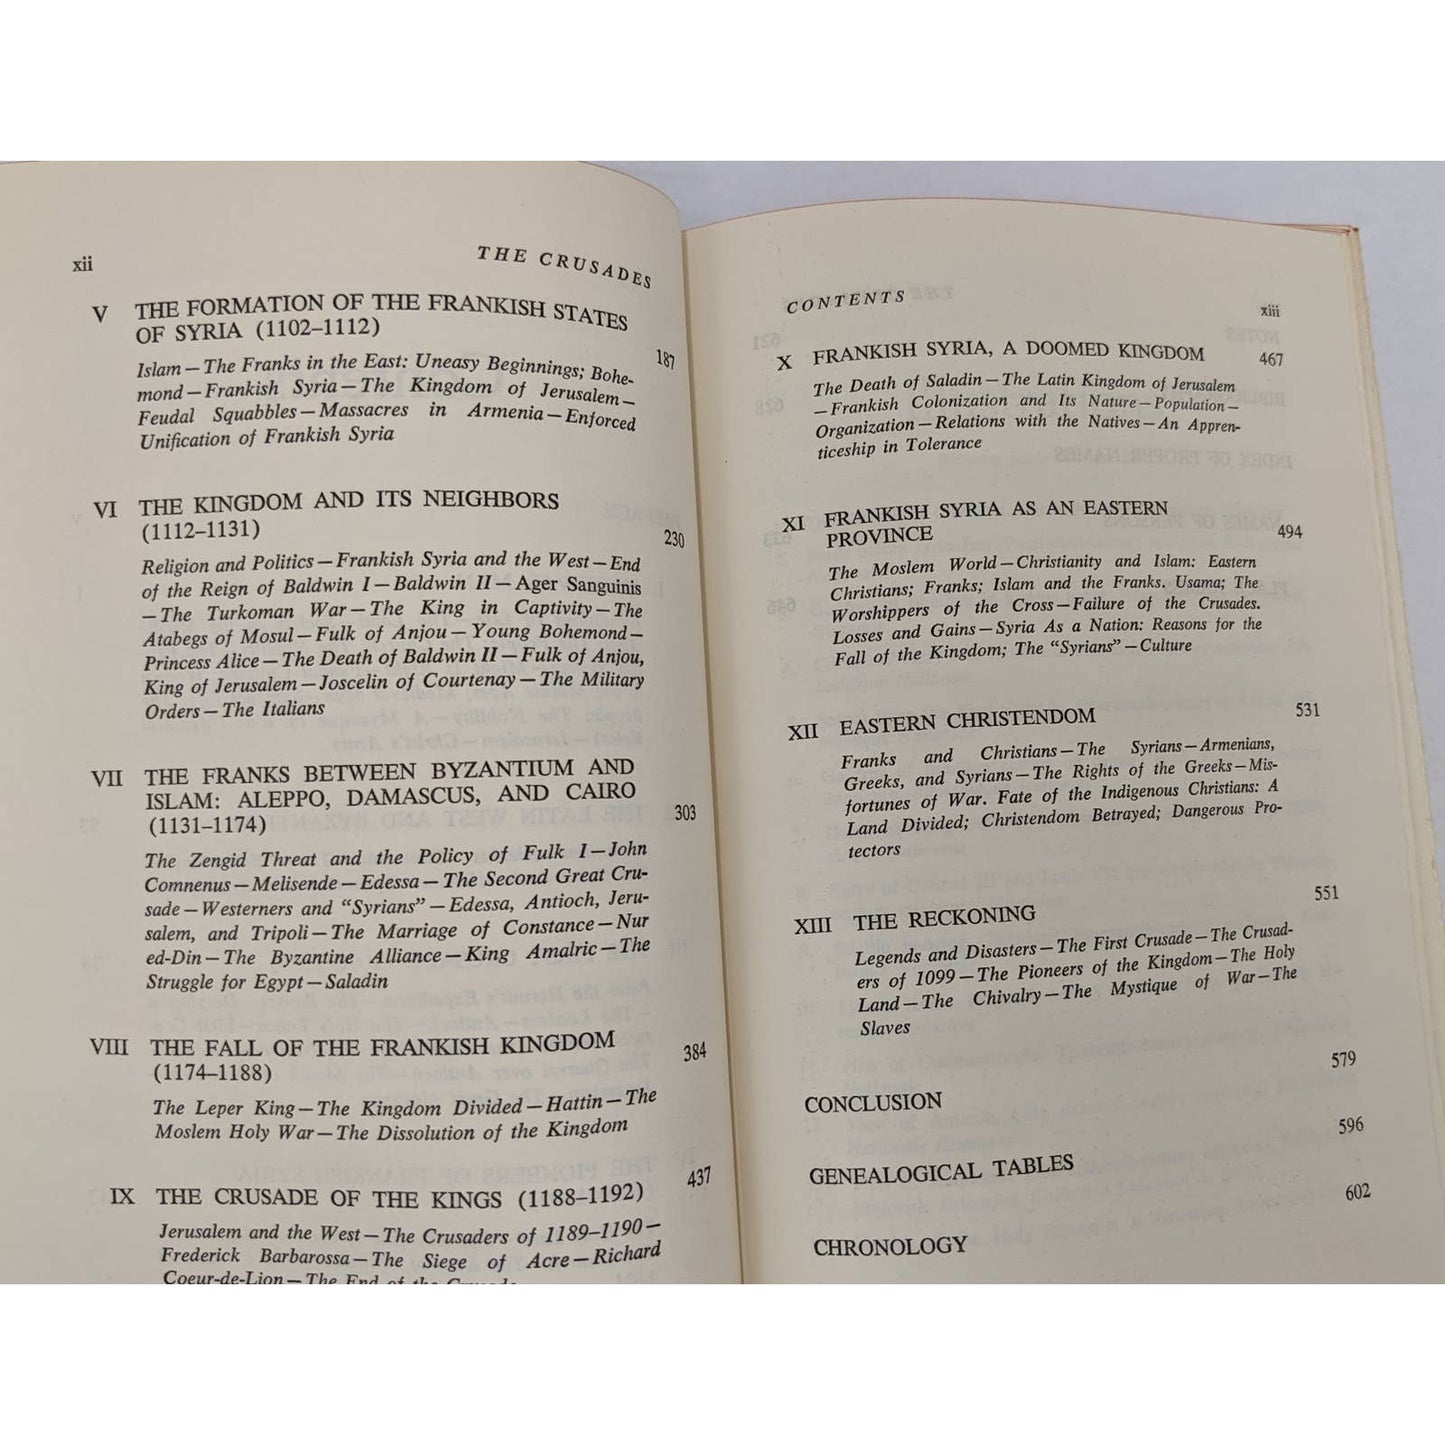 xii
THE CRUSADES
V THE FORMATION OF THE FRANKISH STATES
OF SYRIA (1102–1112)
187
Islam—The Franks in the East: Uneasy Beginnings; Bohe-
mond—Frankish Syria—The Kingdom of Jerusalem—
Feudal Squabbles—Massacres in Armenia—Enforced
Unification of Frankish Syria
VI THE KINGDOM AND ITS NEIGHBORS
(1112–1131)
230
Religion and Politics—Frankish Syria and the West—End
of the Reign of Baldwin I—Baldwin II—Ager Sanguinis
—The Turkoman War—The King in Captivity—The
Atabegs of Mosul—Fulk of Anjou—Young Bohemond—
Princess Alice—The Death of Baldwin II—Fulk of Anjou,
King of Jerusalem—Joscelin of Courtenay—The Military
Orders—The Italians
VII THE FRANKS BETWEEN BYZANTIUM AND
ISLAM: ALEPPO, DAMASCUS, AND CAIRO
(1131–1174)
303
The Zengid Threat and the Policy of Fulk I—John
Comnenus—Melisende—Edessa—The Second Great Cru-
sade—Westerners and "Syrians"—Edessa, Antioch, Jeru-
salem, and Tripoli—The Marriage of Constance—Nur
ed-Din—The Byzantine Alliance—King Amalric—The
Struggle for Egypt—Saladin
VIII THE FALL OF THE FRANKISH KINGDOM
(1174–1188)
384
The Leper King—The Kingdom Divided—Hattin—The
Moslem Holy War—The Dissolution of the Kingdom
IX THE CRUSADE OF THE KINGS (1188–1192)
437
Jerusalem and the West—The Crusaders of 1189–1190—
Frederick Barbarossa—The Siege of Acre—Richard
Coeur-de-Lion—The End of the
CONTENTS
xiii
X FRANKISH SYRIA, A DOOMED KINGDOM
467
The Death of Saladin—The Latin Kingdom of Jerusalem
—Frankish Colonization and Its Nature—Population—
Organization—Relations with the Natives—An Appren-
ticeship in Tolerance
XI FRANKISH SYRIA AS AN EASTERN
PROVINCE
494
The Moslem World—Christianity and Islam: Eastern
Christians; Franks; Islam and the Franks. Usama; The
Worshippers of the Cross—Failure of the Crusades.
Losses and Gains—Syria As a Nation: Reasons for the
Fall of the Kingdom; The "Syrians"—Culture
XII EASTERN CHRISTENDOM
531
Franks and Christians—The Syrians—Armenians,
Greeks, and Syrians—The Rights of the Greeks—Mis-
fortunes of War. Fate of the Indigenous Christians: A
Land Divided; Christendom Betrayed; Dangerous Pro-
tectors
XIII THE RECKONING
551
Legends and Disasters—The First Crusade—The Crusad-
ers of 1099—The Pioneers of the Kingdom—The Holy
Land—The Chivalry—The Mystique of War—The
Slaves
CONCLUSION
579
GENEALOGICAL TABLES
596
CHRONOLOGY
602